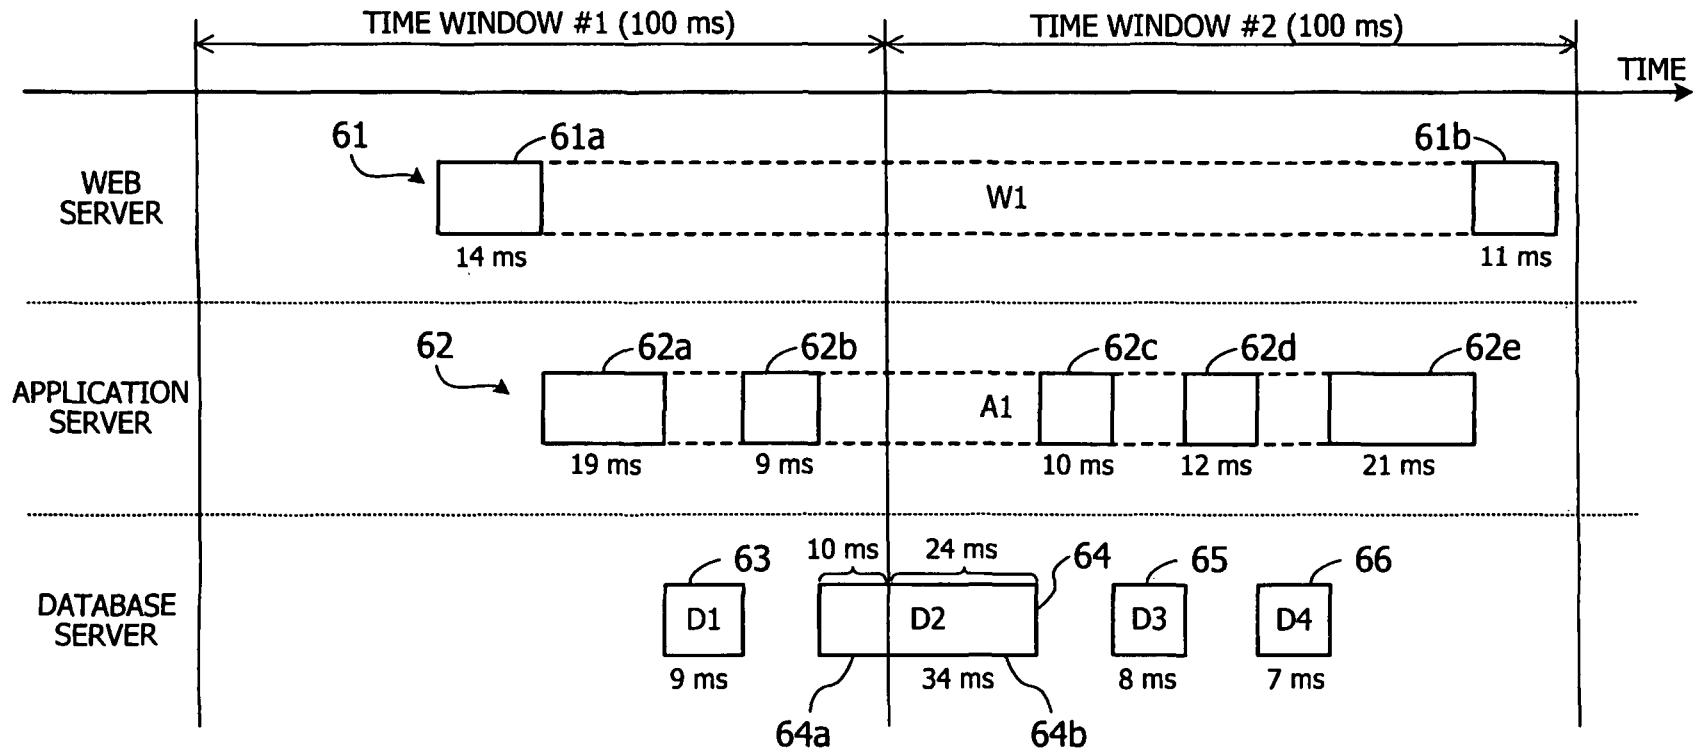 TIME WINDOW #1 (100 ms)
TIME WINDOW #2 (100 ms)
TIME
61
61a
61b
WEB
SERVER
W1
14 ms
11 ms
62
62a
62b
62c
62d
62e
APPLICATION
SERVER
A1
19 ms
9 ms
10 ms
12 ms
21 ms
10 ms
24 ms
63
64
65
66
DATABASE
SERVER
D1
D2
D3
D4
9 ms
34 ms
8 ms
7 ms
64a
64b